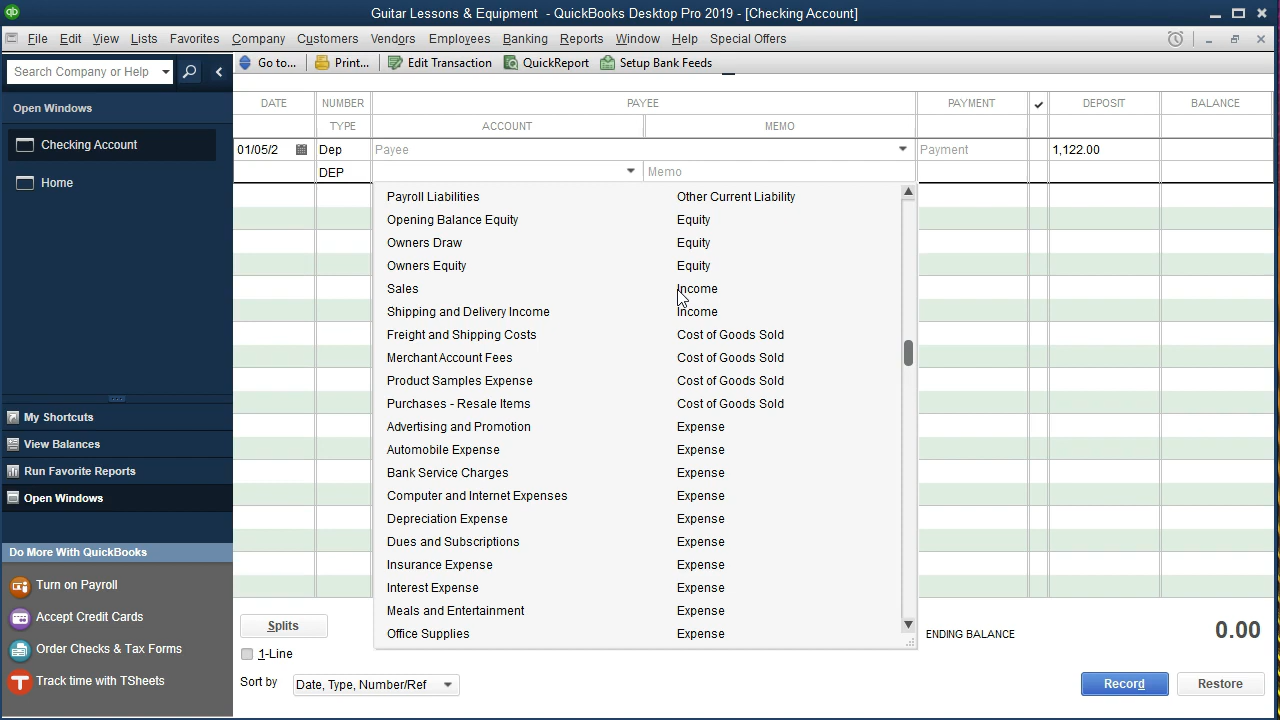 Guitar Lessons & Equipment - QuickBooks Desktop Pro 2019 - [Checking Account]
File Edit View Lists Favorites Company Customers Vendors Employees Banking Reports Window Help Special Offers
Search Company or Help
Go to... Print... Edit Transaction QuickReport Setup Bank Feeds
Open Windows
Checking Account
Home
My Shortcuts
View Balances
Run Favorite Reports
Open Windows
Do More With QuickBooks
Turn on Payroll
Accept Credit Cards
Order Checks & Tax Forms
Track time with TSheets
DATE NUMBER PAYEE PAYMENT ✓ DEPOSIT BALANCE
TYPE ACCOUNT MEMO
01/05/2 Dep Payee Payment 1,122.00
DEP Memo
Payroll Liabilities Other Current Liability
Opening Balance Equity Equity
Owners Draw Equity
Owners Equity Equity
Sales Income
Shipping and Delivery Income Income
Freight and Shipping Costs Cost of Goods Sold
Merchant Account Fees Cost of Goods Sold
Product Samples Expense Cost of Goods Sold
Purchases - Resale Items Cost of Goods Sold
Advertising and Promotion Expense
Automobile Expense Expense
Bank Service Charges Expense
Computer and Internet Expenses Expense
Depreciation Expense Expense
Dues and Subscriptions Expense
Insurance Expense Expense
Interest Expense Expense
Meals and Entertainment Expense
Office Supplies Expense
Splits
ENDING BALANCE 0.00
1-Line
Sort by Date, Type, Number/Ref
Record Restore